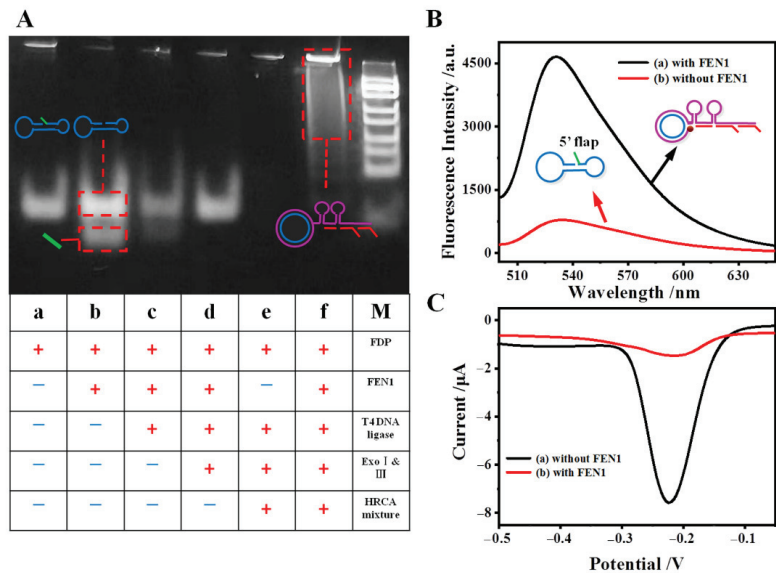 A
a b c d e f M
+ + + + + + FDP
− + + + − + FEN1
− − + + + + T4DNA
ligase
− − − + + + Exo Ⅰ &
Ⅲ
− − − − + + HRCA
mixture
B
Fluorescence Intensity /a.u.
4500
3000
1500
0
(a) with FEN1
(b) without FEN1
5' flap
510 540 570 600 630
Wavelength /nm
C
Current /μA
0
−2
−4
−6
−8
(a) without FEN1
(b) with FEN1
−0.5 −0.4 −0.3 −0.2 −0.1
Potential /V